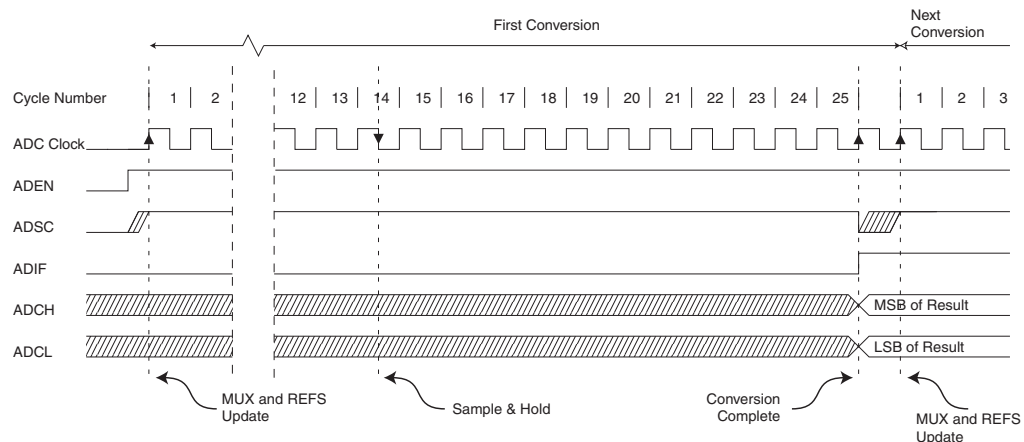 First Conversion
Next
Conversion
Cycle Number
1 2 12 13 14 15 16 17 18 19 20 21 22 23 24 25 1 2 3
ADC Clock
ADEN
ADSC
ADIF
ADCH
MSB of Result
ADCL
LSB of Result
MUX and REFS
Update
Sample & Hold
Conversion
Complete
MUX and REFS
Update